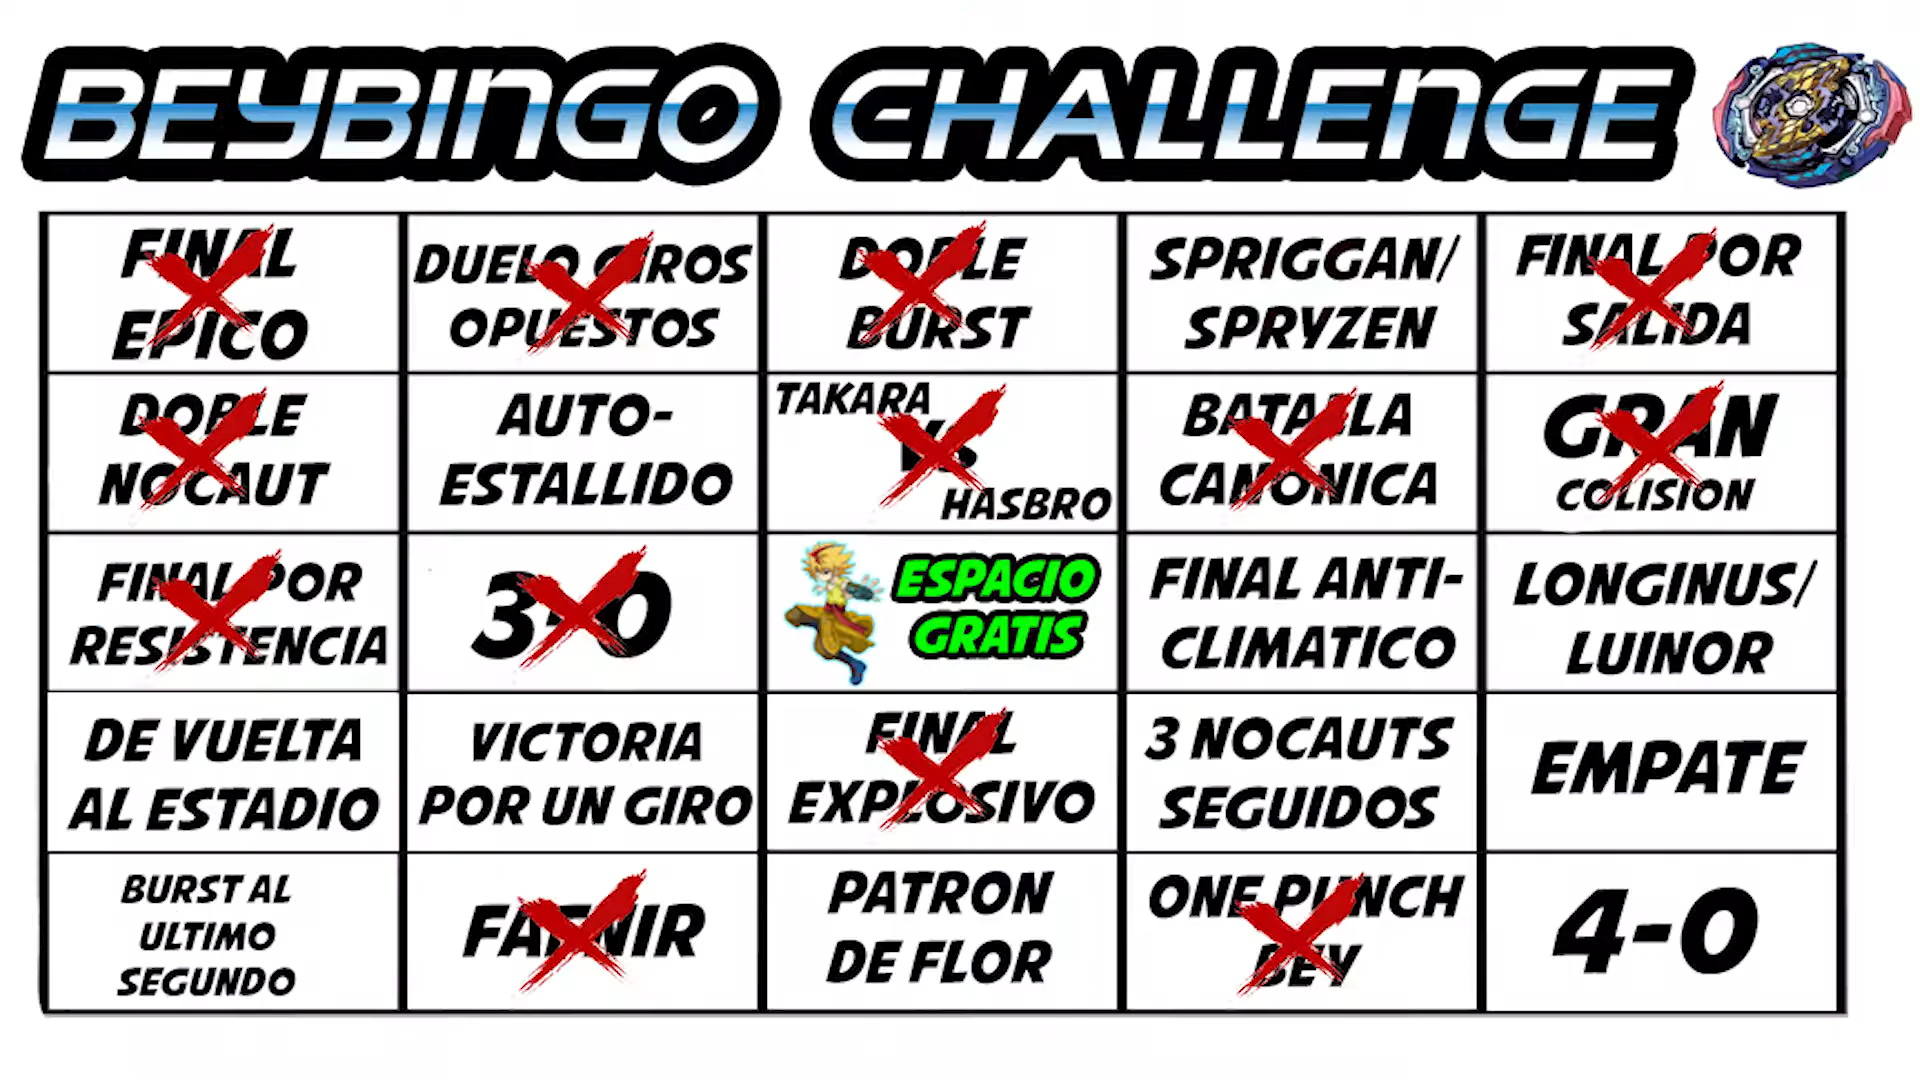 BEYBINGO CHALLENGE
FINAL
EPICO
DUELO GIROS
OPUESTOS
DOBLE
BURST
SPRIGGAN/
SPRYZEN
FINAL POR
SALIDA
DOBLE
NOCAUT
AUTO-
ESTALLIDO
TAKARA
VS.
HASBRO
BATALLA
CANONICA
GRAN
COLISION
FINAL POR
RESISTENCIA
3-0
ESPACIO
GRATIS
FINAL ANTI-
CLIMATICO
LONGINUS/
LUINOR
DE VUELTA
AL ESTADIO
VICTORIA
POR UN GIRO
FINAL
EXPLOSIVO
3 NOCAUTS
SEGUIDOS
EMPATE
BURST AL
ULTIMO
SEGUNDO
FAFNIR
PATRON
DE FLOR
ONE PUNCH
BEY
4-0